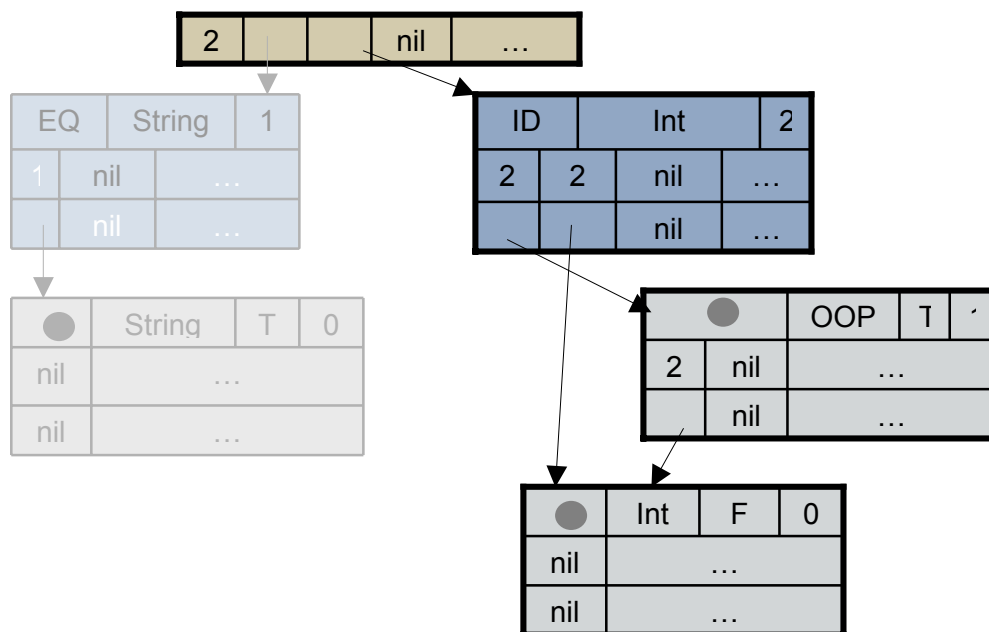 2 nil …
EQ String 1
1 nil …
nil …
ID Int 2
2 2 nil …
nil …
String T 0
nil …
nil …
OOP T 1
2 nil …
nil …
Int F 0
nil …
nil …